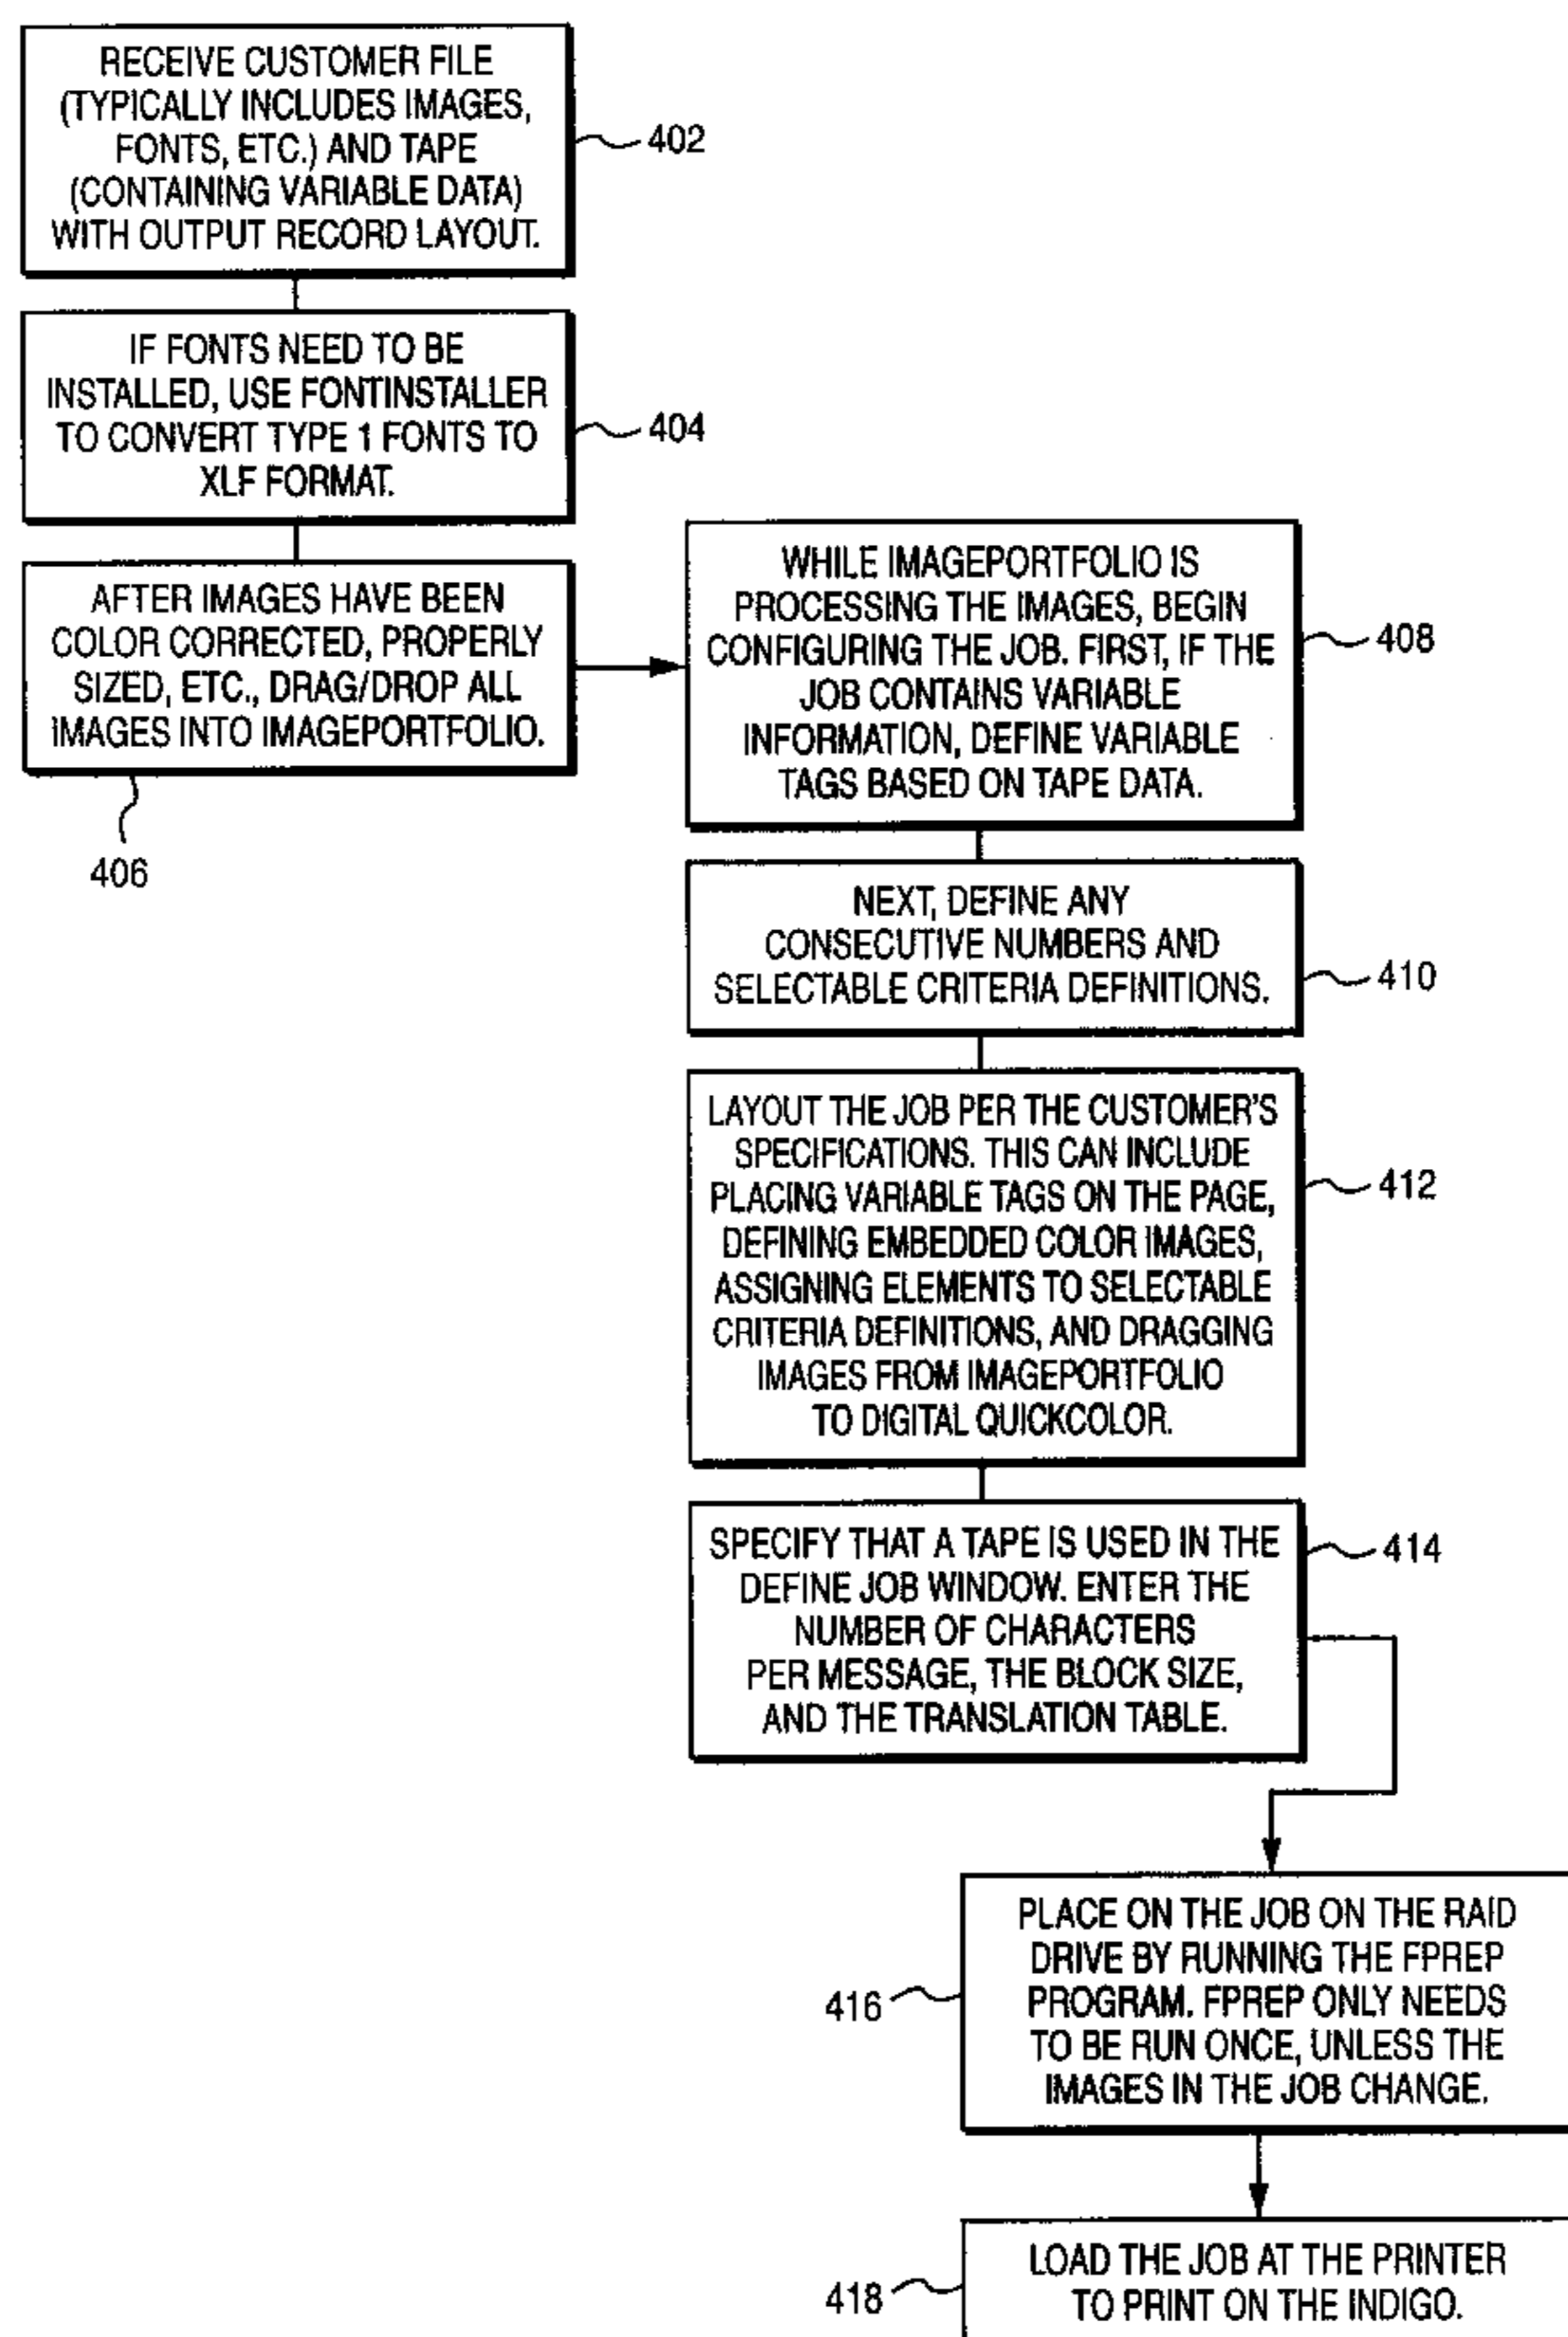 RECEIVE CUSTOMER FILE
(TYPICALLY INCLUDES IMAGES,
FONTS, ETC.) AND TAPE
(CONTAINING VARIABLE DATA)
WITH OUTPUT RECORD LAYOUT.
402
IF FONTS NEED TO BE
INSTALLED, USE FONTINSTALLER
TO CONVERT TYPE 1 FONTS TO
XLF FORMAT.
404
AFTER IMAGES HAVE BEEN
COLOR CORRECTED, PROPERLY
SIZED, ETC., DRAG/DROP ALL
IMAGES INTO IMAGEPORTFOLIO.
406
WHILE IMAGEPORTFOLIO IS
PROCESSING THE IMAGES, BEGIN
CONFIGURING THE JOB. FIRST, IF THE
JOB CONTAINS VARIABLE
INFORMATION, DEFINE VARIABLE
TAGS BASED ON TAPE DATA.
408
NEXT, DEFINE ANY
CONSECUTIVE NUMBERS AND
SELECTABLE CRITERIA DEFINITIONS.
410
LAYOUT THE JOB PER THE CUSTOMER'S
SPECIFICATIONS. THIS CAN INCLUDE
PLACING VARIABLE TAGS ON THE PAGE,
DEFINING EMBEDDED COLOR IMAGES,
ASSIGNING ELEMENTS TO SELECTABLE
CRITERIA DEFINITIONS, AND DRAGGING
IMAGES FROM IMAGEPORTFOLIO
TO DIGITAL QUICKCOLOR.
412
SPECIFY THAT A TAPE IS USED IN THE
DEFINE JOB WINDOW. ENTER THE
NUMBER OF CHARACTERS
PER MESSAGE, THE BLOCK SIZE,
AND THE TRANSLATION TABLE.
414
PLACE ON THE JOB ON THE RAID
DRIVE BY RUNNING THE FPREP
PROGRAM. FPREP ONLY NEEDS
TO BE RUN ONCE, UNLESS THE
IMAGES IN THE JOB CHANGE.
416
LOAD THE JOB AT THE PRINTER
TO PRINT ON THE INDIGO.
418